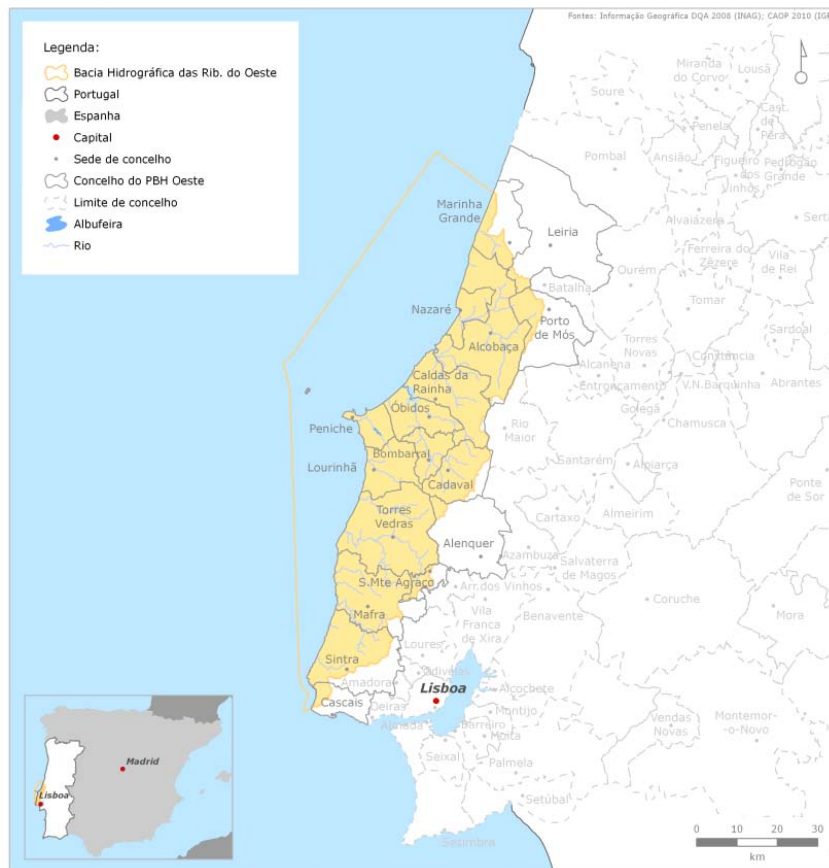 Fontes: Informação Geográfica DQA 2008 (INAG); CAOP 2010 (IGP
Legenda:
Bacia Hidrográfica das Rib. do Oeste
Portugal
Espanha
Capital
Sede de concelho
Concelho do PBH Oeste
Limite de concelho
Albufeira
Rio
Miranda
do Corvo
Lousã
Soure
Penela
Cast.
de
Pêra
Pombal
Ansião
Figueiró
dos
Vinhos
Pedrógão
Grande
Marinha
Grande
Leiria
Alvaiázere
Sertã
Ferreira do
Zêzere
Vila
de Rei
Ourém
Batalha
Tomar
Nazaré
Porto
de Mós
Alcobaça
Torres
Novas
Sardoal
Constância
Alcanena
Entroncamento
V.N.Barquinha
Abrantes
Caldas da
Rainha
Golegã
Chamusca
Óbidos
Peniche
Rio
Maior
Bombarral
Lourinhã
Santarém
Alpiarça
Cadaval
Ponte
de Sor
Almeirim
Torres
Vedras
Cartaxo
Alenquer
Azambuja
Salvaterra
de Magos
S.Mte Agraço
Arr.dos Vinhos
Coruche
Mafra
Vila
Franca
de Xira
Benavente
Mora
Loures
Sintra
Amadora
Odivelas
Lisboa
Alcochete
Cascais
Oeiras
Montijo
Almada
Barreiro
Moita
Vendas
Novas
Montemor-
o-Novo
Seixal
Palmela
Setúbal
Sesimbra
Madrid
Lisboa
0 10 20 30
km